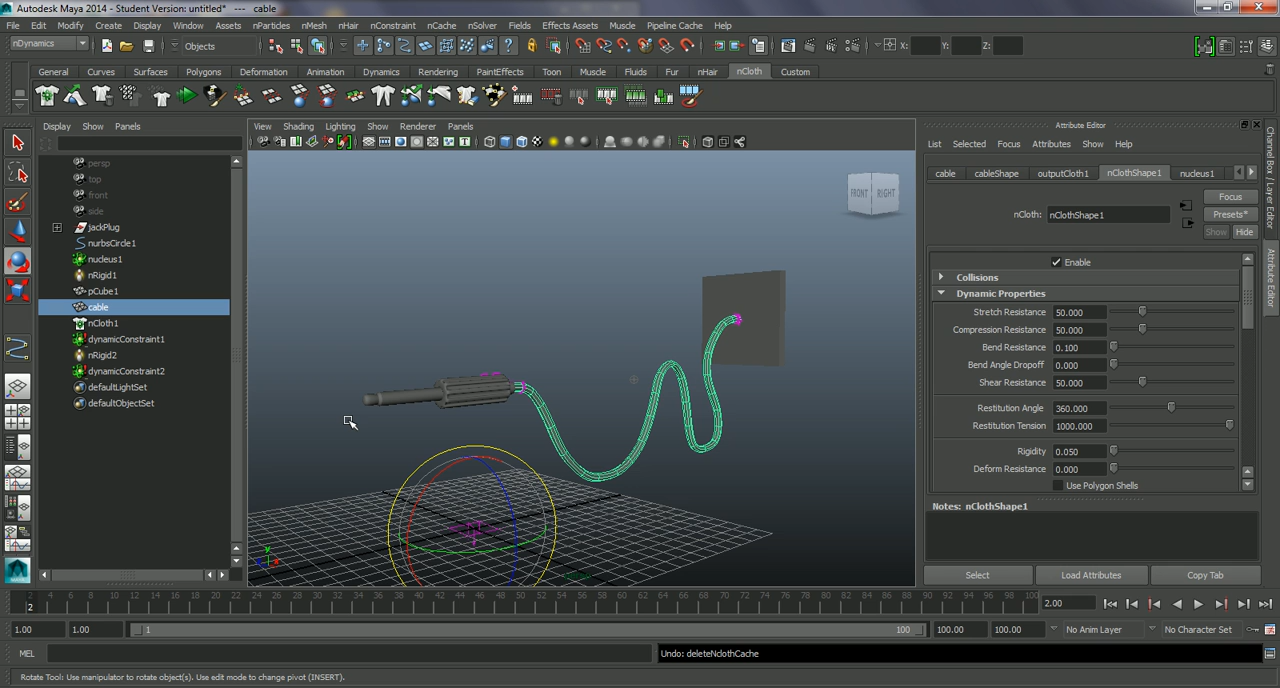 Autodesk Maya 2014 - Student Version: untitled* --- cable
File Edit Modify Create Display Window Assets nParticles nMesh nHair nConstraint nCache nSolver Fields Effects Assets Muscle Pipeline Cache Help
nDynamics Objects X: Y: Z:
General Curves Surfaces Polygons Deformation Animation Dynamics Rendering PaintEffects Toon Muscle Fluids Fur nHair nCloth Custom
Display Show Panels
View Shading Lighting Show Renderer Panels
persp
top
front
side
jackPlug
nurbsCircle1
nucleus1
nRigid1
pCube1
cable
nCloth1
dynamicConstraint1
nRigid2
dynamicConstraint2
defaultLightSet
defaultObjectSet
FRONT RIGHT
Attribute Editor
List Selected Focus Attributes Show Help
cable cableShape outputCloth1 nClothShape1 nucleus1
nCloth: nClothShape1
Focus
Presets*
Show Hide
Enable
Collisions
Dynamic Properties
Stretch Resistance 50.000
Compression Resistance 50.000
Bend Resistance 0.100
Bend Angle Dropoff 0.000
Shear Resistance 50.000
Restitution Angle 360.000
Restitution Tension 1000.000
Rigidity 0.050
Deform Resistance 0.000
Use Polygon Shells
Notes: nClothShape1
Select Load Attributes Copy Tab
Channel Box / Layer Editor
Attribute Editor
2 4 6 8 10 12 14 16 18 20 22 24 26 28 30 32 34 36 38 40 42 44 46 48 50 52 54 56 58 60 62 64 66 68 70 72 74 76 78 80 82 84 86 88 90 92 94 96 98 100
2
2.00
1.00 1.00 1 100 100.00 100.00 No Anim Layer No Character Set
MEL Undo: deleteNclothCache
Rotate Tool: Use manipulator to rotate object(s). Use edit mode to change pivot (INSERT).